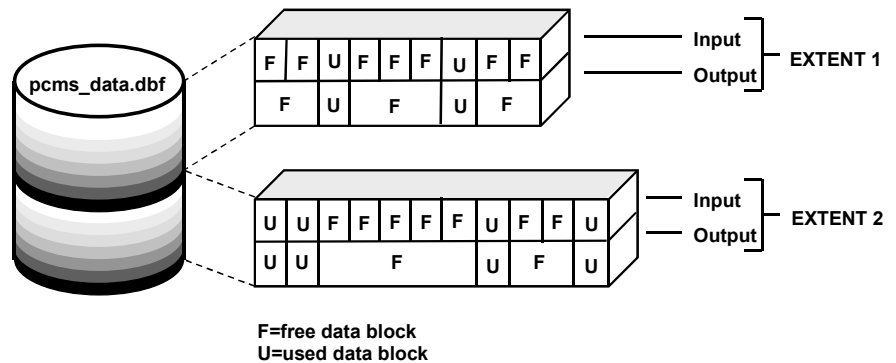 pcms_data.dbf
F F U F F F U F F
F U F U F
Input
Output
EXTENT 1
U U F F F F F U F F U
U U F U F U
Input
Output
EXTENT 2
F=free data block
U=used data block